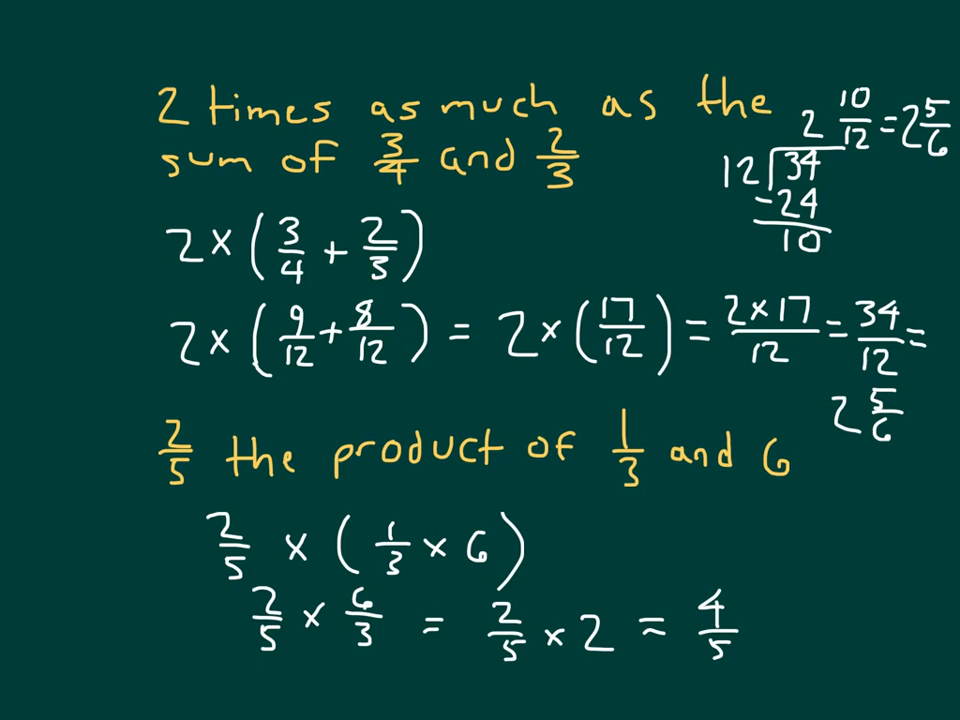 2 times as much as the
sum of 3/4 and 2/3
2 10/12 = 2 5/6
12 34
-24
10
2 × (3/4 + 2/3)
2 × (9/12 + 8/12) = 2 × (17/12) = 2 × 17/12 = 34/12 =
2 5/6
2/5 the product of 1/3 and 6
2/5 × (1/3 × 6)
2/5 × 6/3 = 2/5 × 2 = 4/5